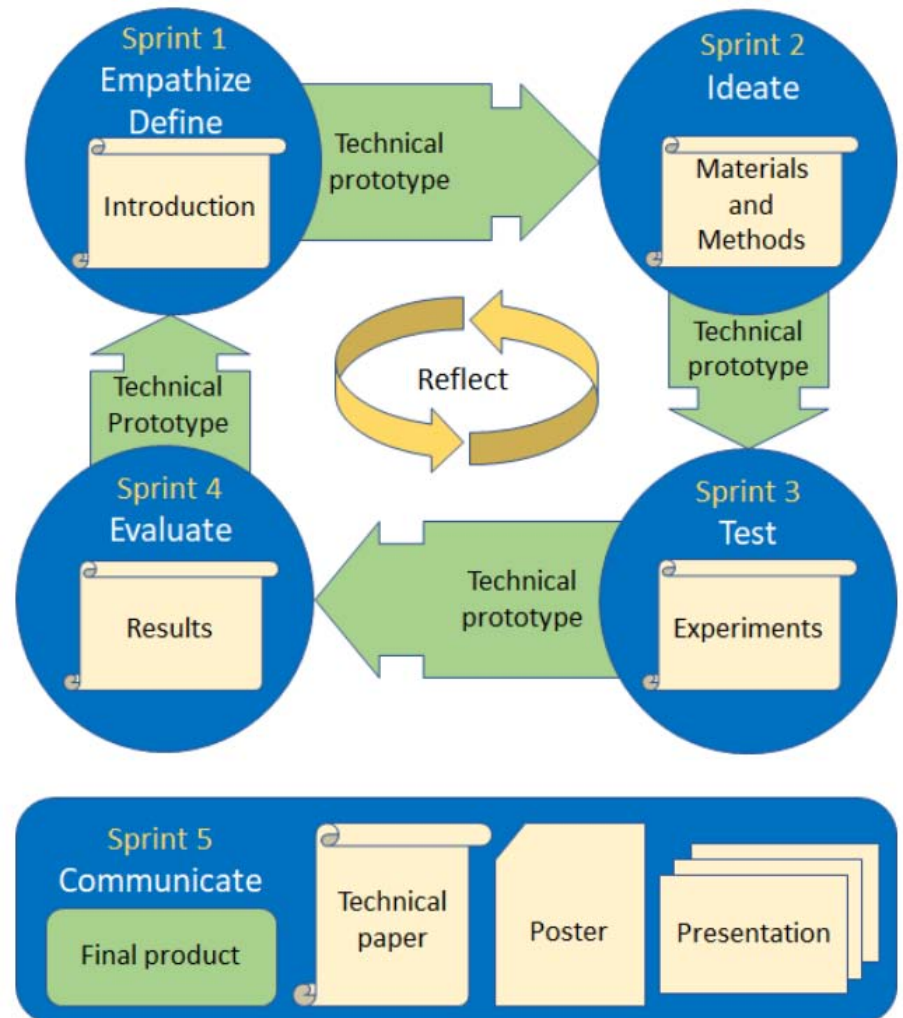 Sprint 1
Empathize
Define
Introduction
Technical
prototype
Sprint 2
Ideate
Materials
and
Methods
Technical
prototype
Reflect
Technical
Prototype
Sprint 4
Evaluate
Results
Technical
prototype
Sprint 3
Test
Experiments
Sprint 5
Communicate
Final product
Technical
paper
Poster
Presentation